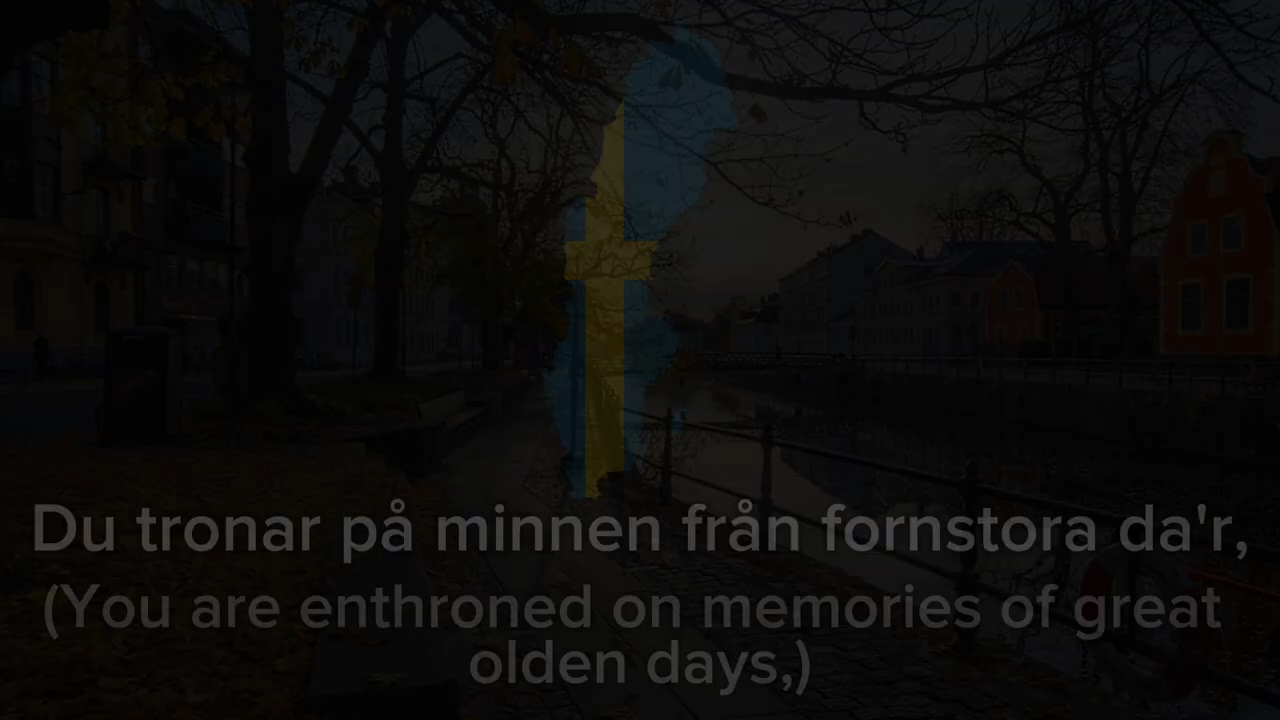 Du tronar på minnen från fornstora da'r,
(You are enthroned on memories of great
olden days,)